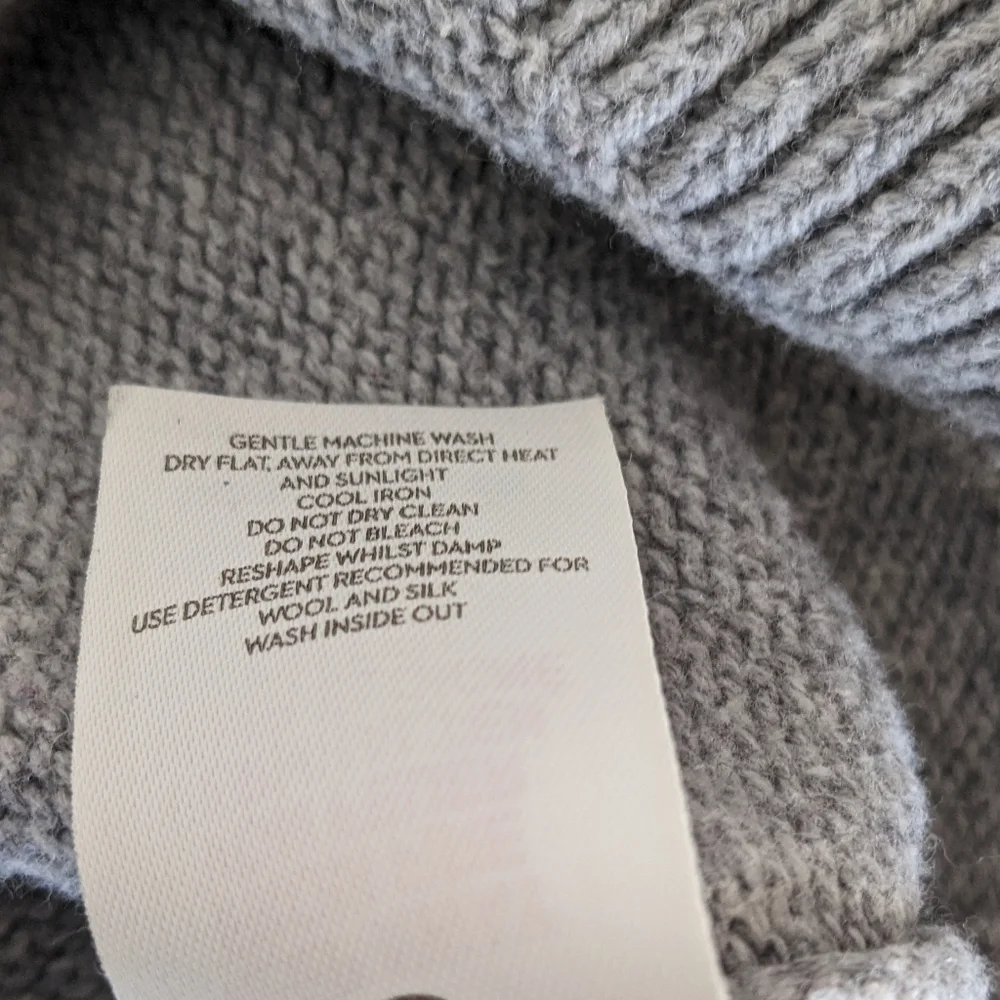 GENTLE MACHINE WASH
DRY FLAT, AWAY FROM DIRECT HEAT
AND SUNLIGHT
COOL IRON
DO NOT DRY CLEAN
DO NOT BLEACH
RESHAPE WHILST DAMP
USE DETERGENT RECOMMENDED FOR
WOOL AND SILK
WASH INSIDE OUT